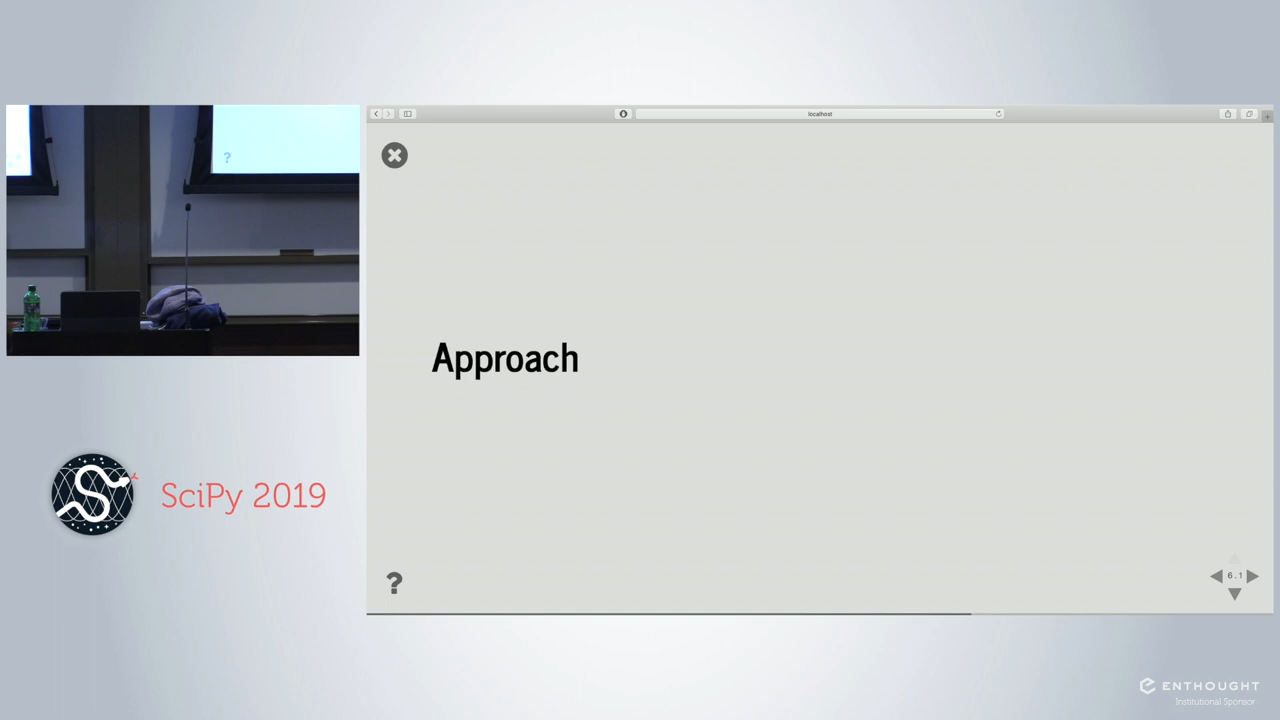 ?
localhost
Approach
?
6.1
SciPy 2019
ENTHOUGHT
Institutional Sponsor